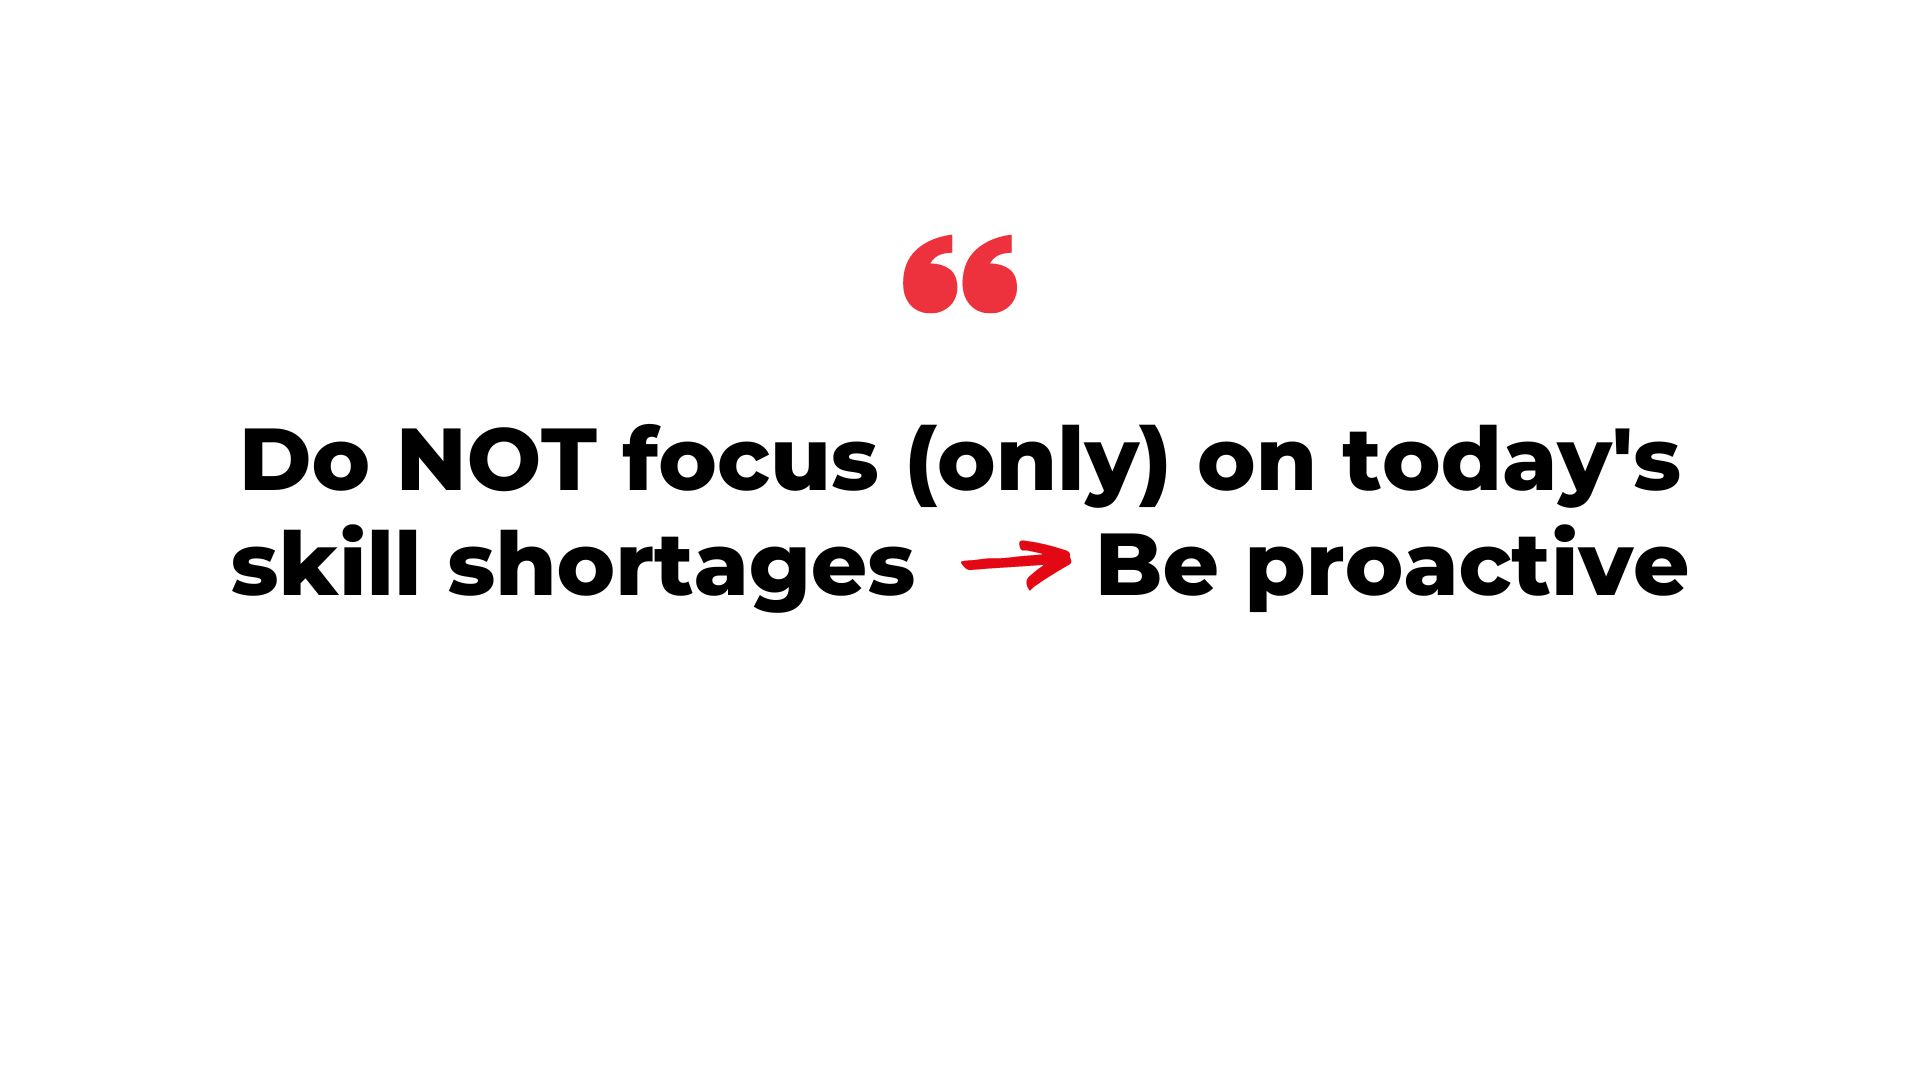 “
Do NOT focus (only) on today's
skill shortages → Be proactive